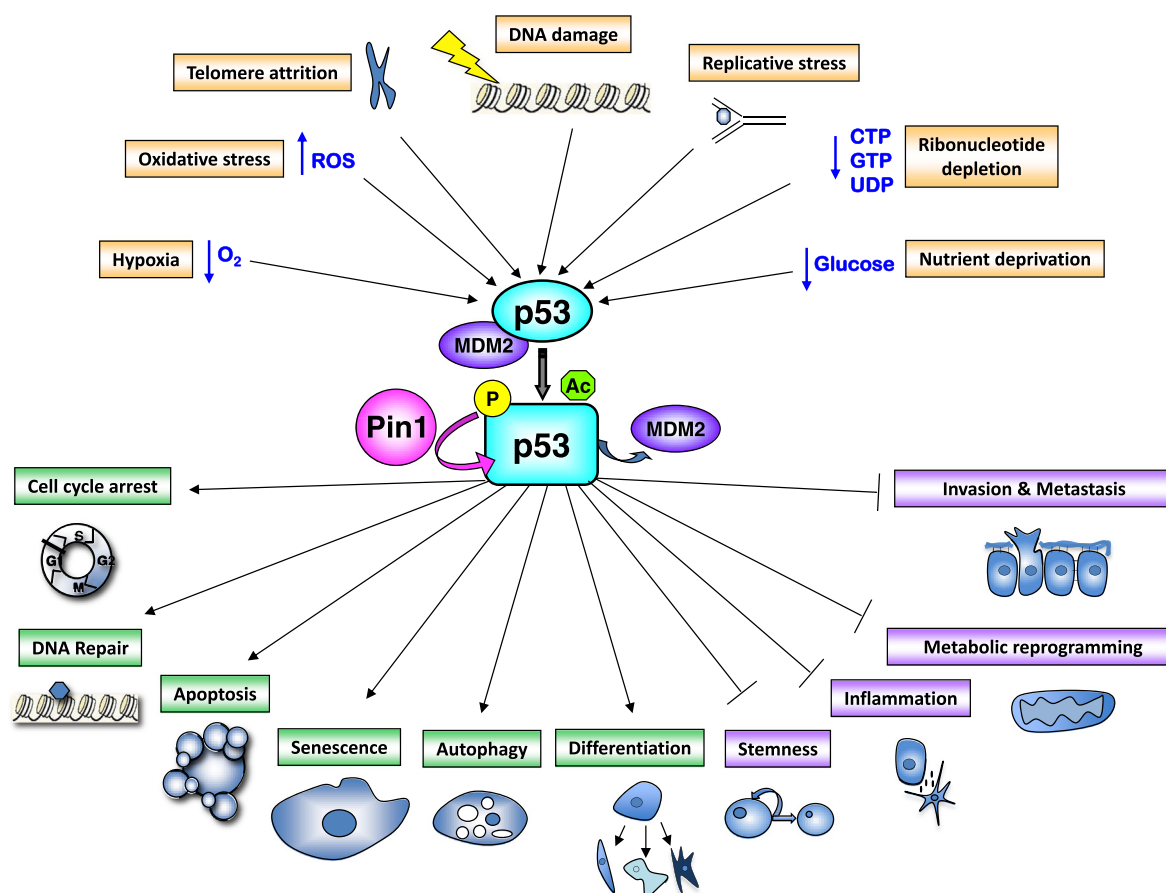 DNA damage
Telomere attrition
Replicative stress
Oxidative stress
ROS
CTP
GTP
UDP
Ribonucleotide
depletion
Hypoxia
O2
Glucose
Nutrient deprivation
p53
MDM2
Ac
P
Pin1
p53
MDM2
Cell cycle arrest
Invasion & Metastasis
S
G1
G2
M
DNA Repair
Metabolic reprogramming
Apoptosis
Inflammation
Senescence
Autophagy
Differentiation
Stemness